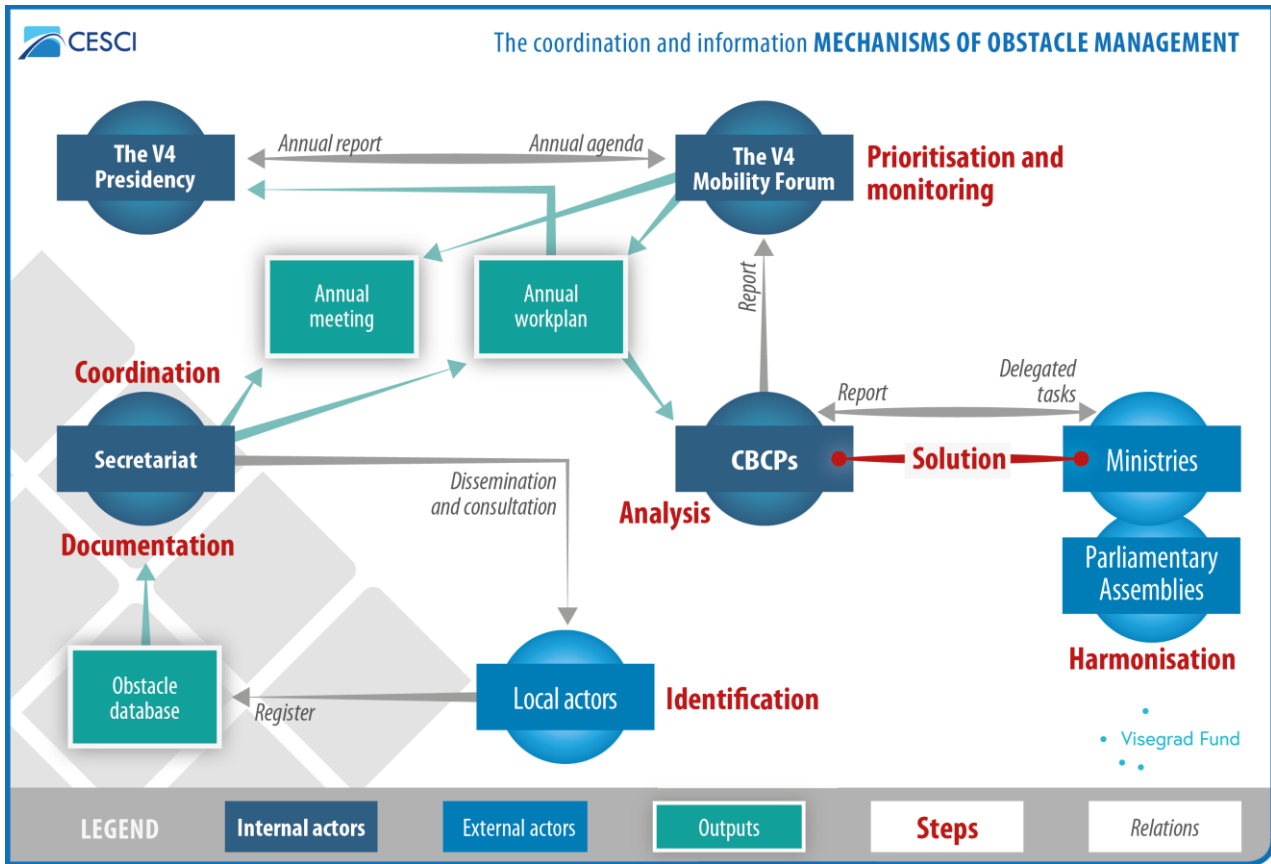 CESCI
The coordination and information MECHANISMS OF OBSTACLE MANAGEMENT
The V4
Presidency
Annual report
Annual agenda
The V4
Mobility Forum
Prioritisation and
monitoring
Annual
meeting
Annual
workplan
Report
Coordination
Secretariat
Documentation
Dissemination
and consultation
Report
Delegated
tasks
CBCPs
Solution
Ministries
Analysis
Parliamentary
Assemblies
Harmonisation
Obstacle
database
Register
Local actors
Identification
Visegrad Fund
LEGEND
Internal actors
External actors
Outputs
Steps
Relations